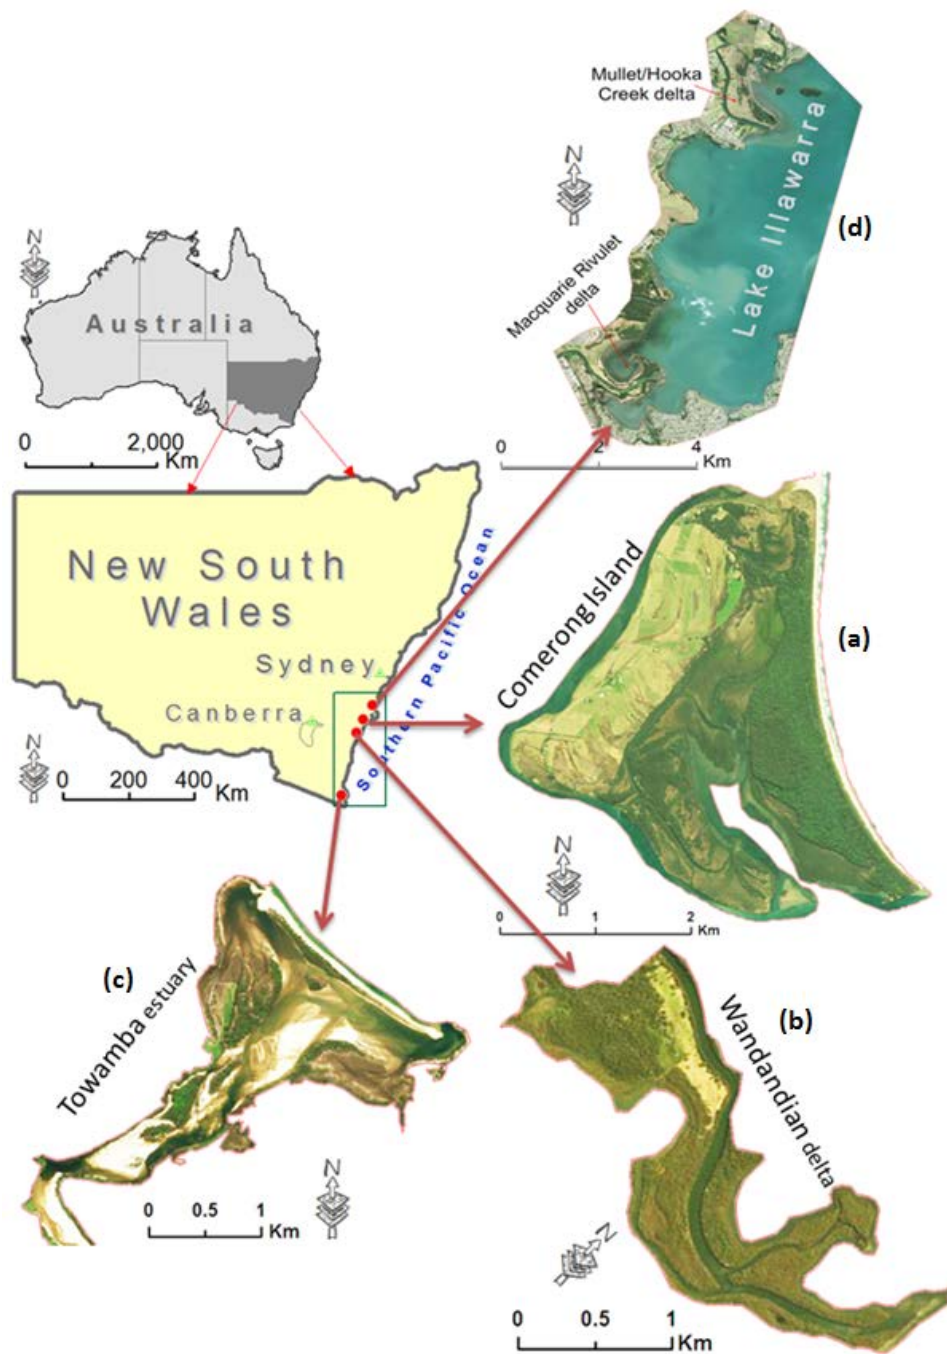 Mullet/Hooka
Creek delta
N
Lake Illawarra
(d)
Macquarie Rivulet
delta
0 2 4
Km
N
Australia
0 2,000
Km
New South
Wales
Sydney
Canberra
Southern Pacific Ocean
N
0 200 400
Km
Comerong Island
(a)
N
0 1 2
Km
(c)
Towamba estuary
N
0 0.5 1
Km
(b)
Wandandian delta
N
0 0.5 1
Km